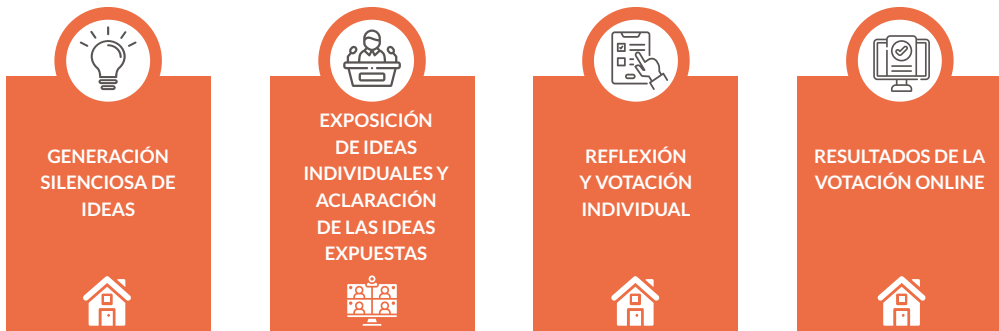 GENERACIÓN
SILENCIOSA DE
IDEAS
EXPOSICIÓN
DE IDEAS
INDIVIDUALES Y
ACLARACIÓN
DE LAS IDEAS
EXPUESTAS
REFLEXIÓN
Y VOTACIÓN
INDIVIDUAL
RESULTADOS DE LA
VOTACIÓN ONLINE